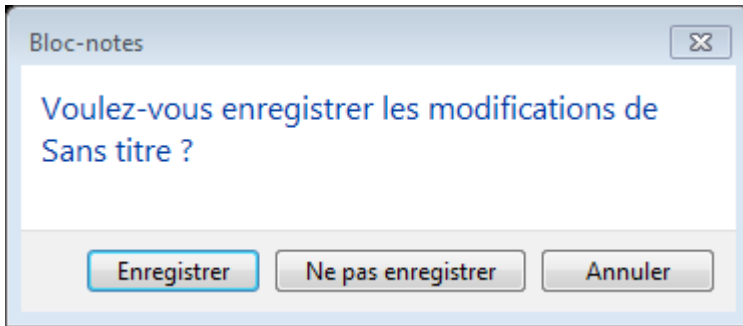 Bloc-notes
Voulez-vous enregistrer les modifications de
Sans titre ?
Enregistrer
Ne pas enregistrer
Annuler